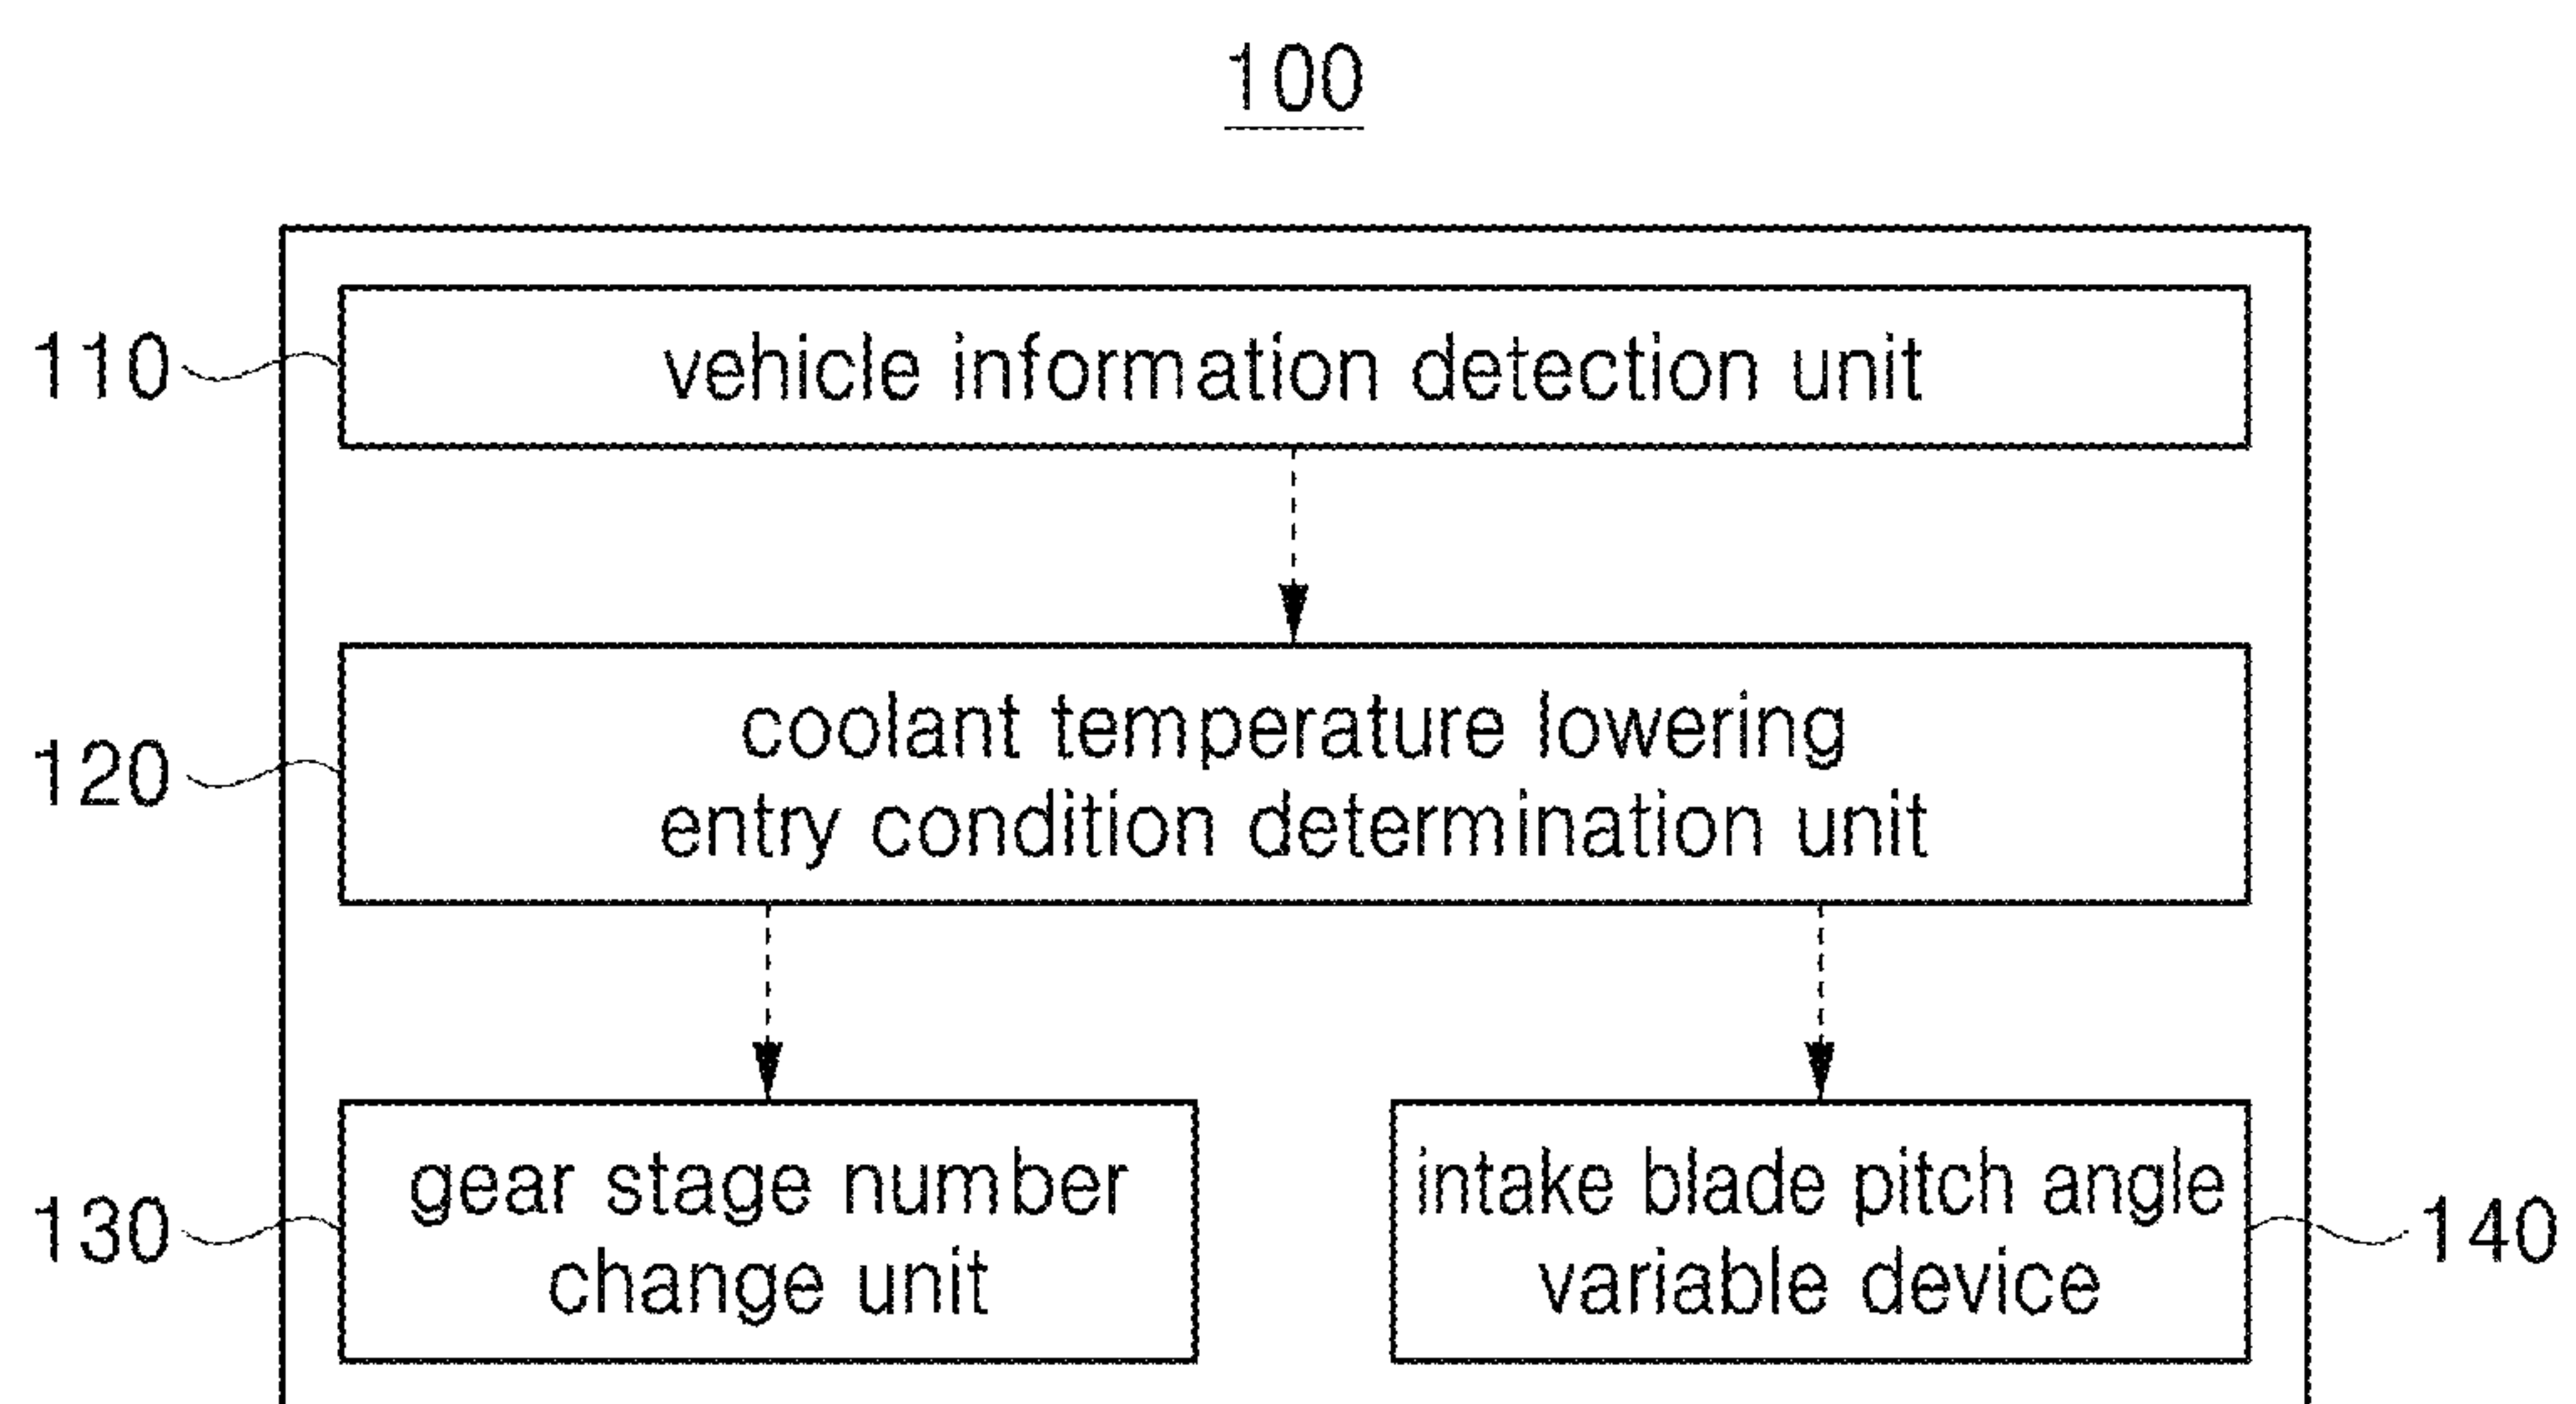 100
110
vehicle information detection unit
120
coolant temperature lowering
entry condition determination unit
130
gear stage number
change unit
intake blade pitch angle
variable device
140